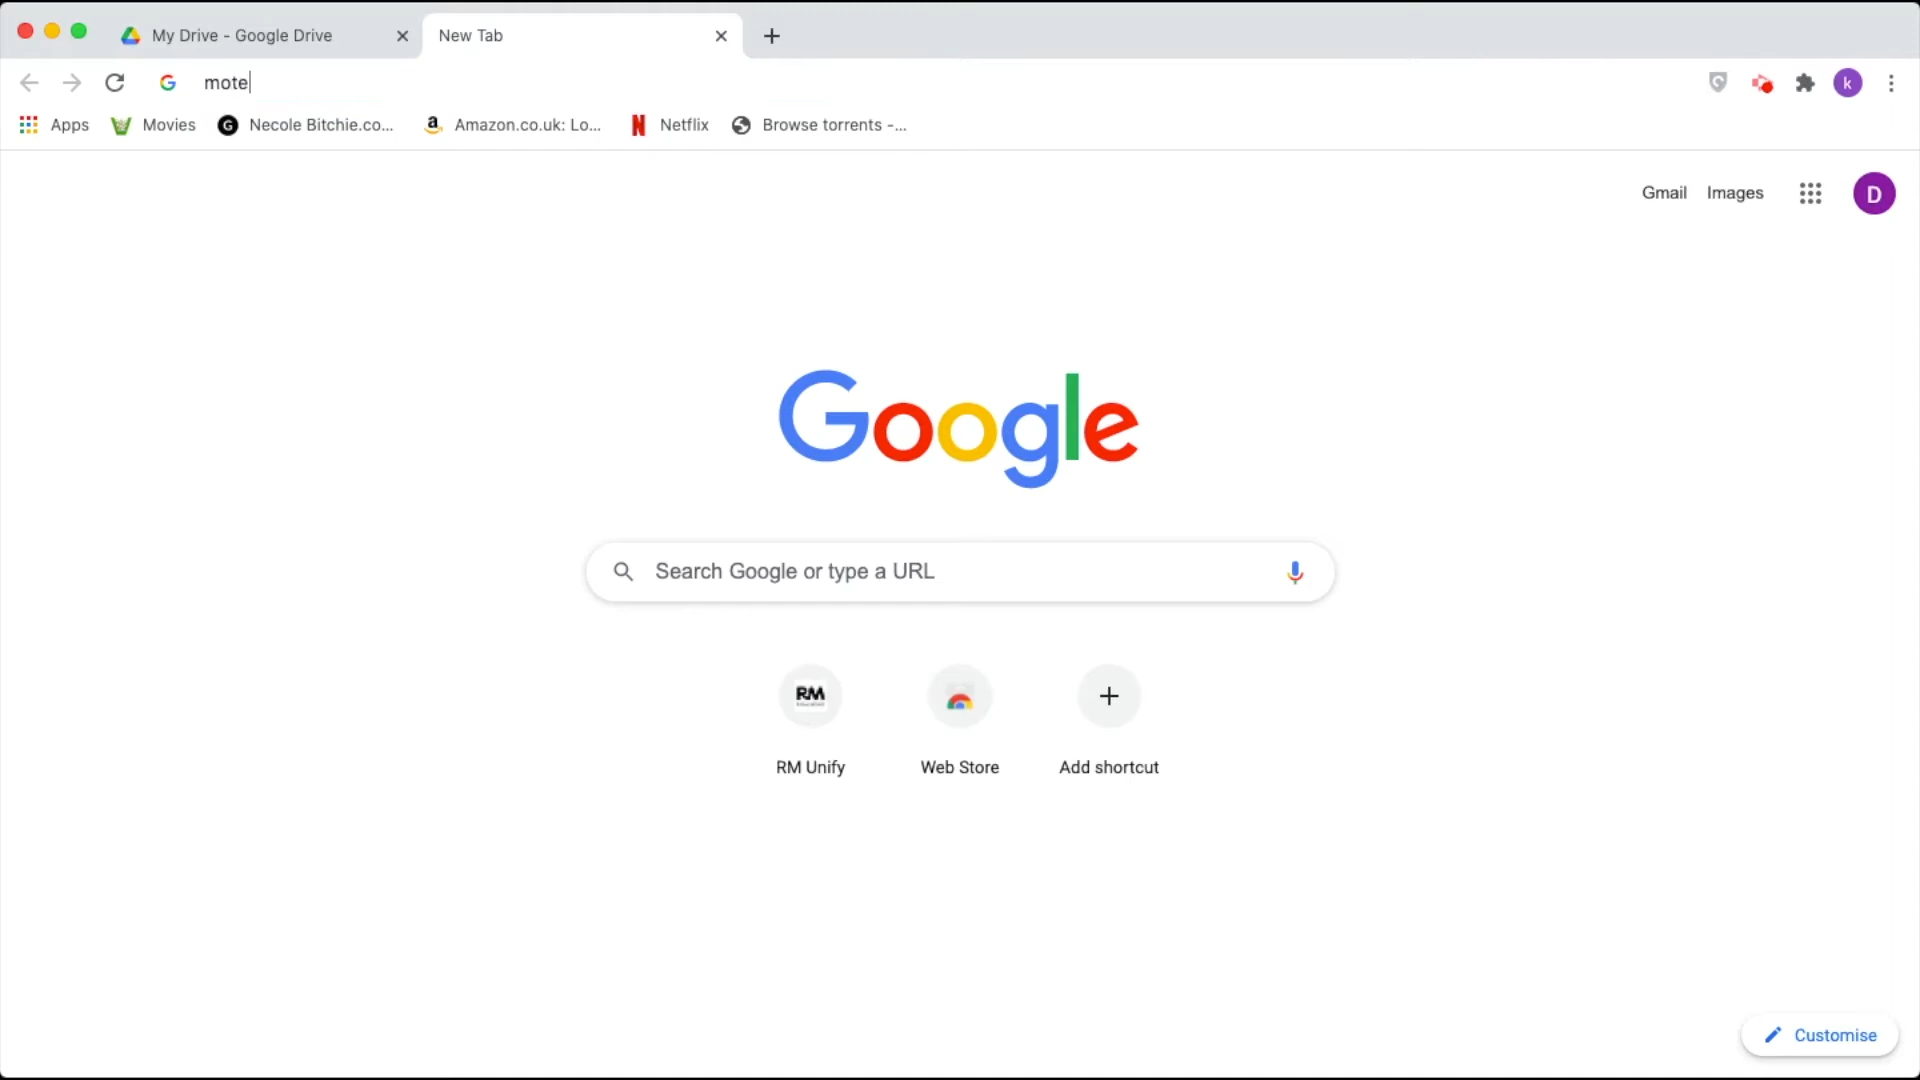 My Drive - Google Drive
New Tab
mote
Apps
Movies
Necole Bitchie.co...
Amazon.co.uk: Lo...
Netflix
Browse torrents -...
k
Gmail
Images
D
Google
Search Google or type a URL
RM
RM Unify
Web Store
Add shortcut
Customise